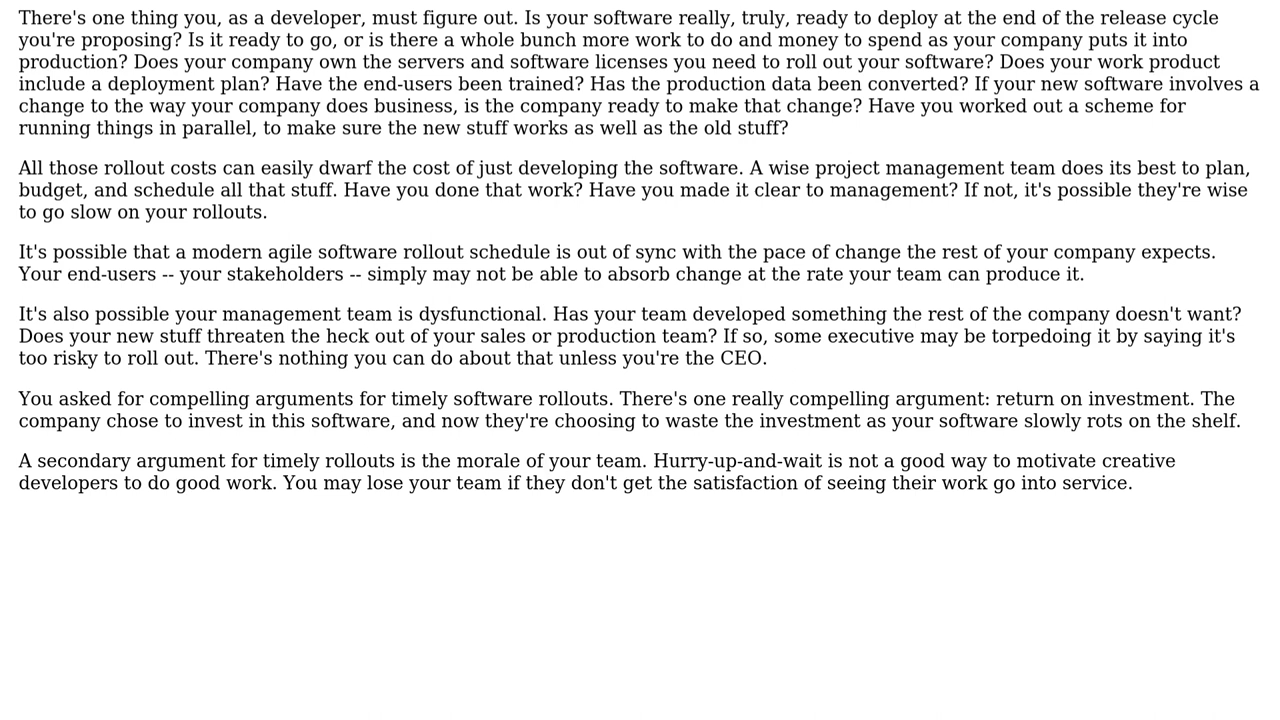 There's one thing you, as a developer, must figure out. Is your software really, truly, ready to deploy at the end of the release cycle
you're proposing? Is it ready to go, or is there a whole bunch more work to do and money to spend as your company puts it into
production? Does your company own the servers and software licenses you need to roll out your software? Does your work product
include a deployment plan? Have the end-users been trained? Has the production data been converted? If your new software involves a
change to the way your company does business, is the company ready to make that change? Have you worked out a scheme for
running things in parallel, to make sure the new stuff works as well as the old stuff?
All those rollout costs can easily dwarf the cost of just developing the software. A wise project management team does its best to plan,
budget, and schedule all that stuff. Have you done that work? Have you made it clear to management? If not, it's possible they're wise
to go slow on your rollouts.
It's possible that a modern agile software rollout schedule is out of sync with the pace of change the rest of your company expects.
Your end-users -- your stakeholders -- simply may not be able to absorb change at the rate your team can produce it.
It's also possible your management team is dysfunctional. Has your team developed something the rest of the company doesn't want?
Does your new stuff threaten the heck out of your sales or production team? If so, some executive may be torpedoing it by saying it's
too risky to roll out. There's nothing you can do about that unless you're the CEO.
You asked for compelling arguments for timely software rollouts. There's one really compelling argument: return on investment. The
company chose to invest in this software, and now they're choosing to waste the investment as your software slowly rots on the shelf.
A secondary argument for timely rollouts is the morale of your team. Hurry-up-and-wait is not a good way to motivate creative
developers to do good work. You may lose your team if they don't get the satisfaction of seeing their work go into service.